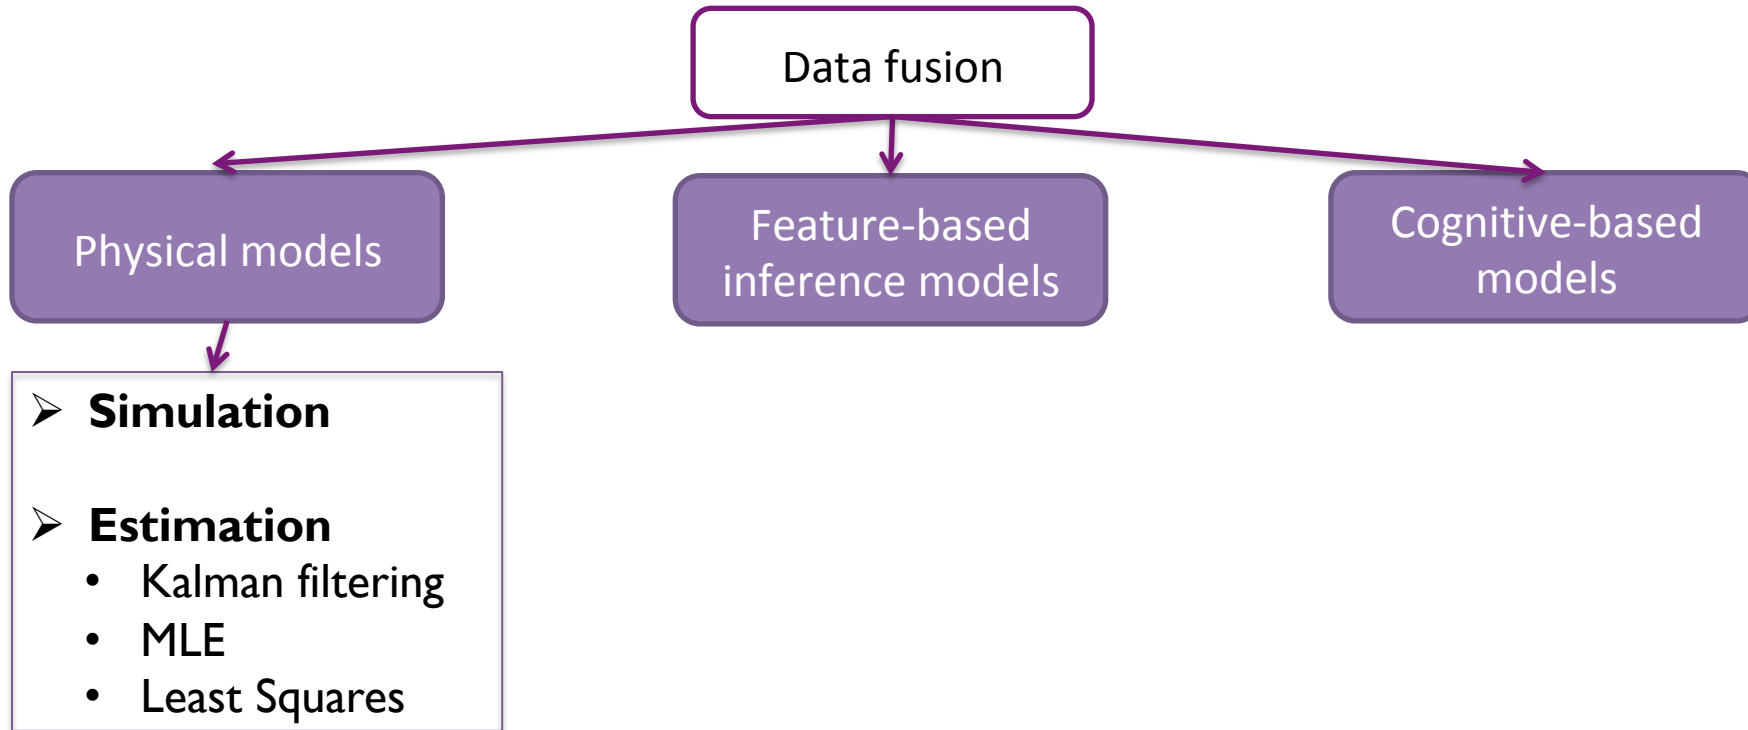 Data fusion
Physical models
Feature-based
inference models
Cognitive-based
models
➢ Simulation
➢ Estimation
• Kalman filtering
• MLE
• Least Squares